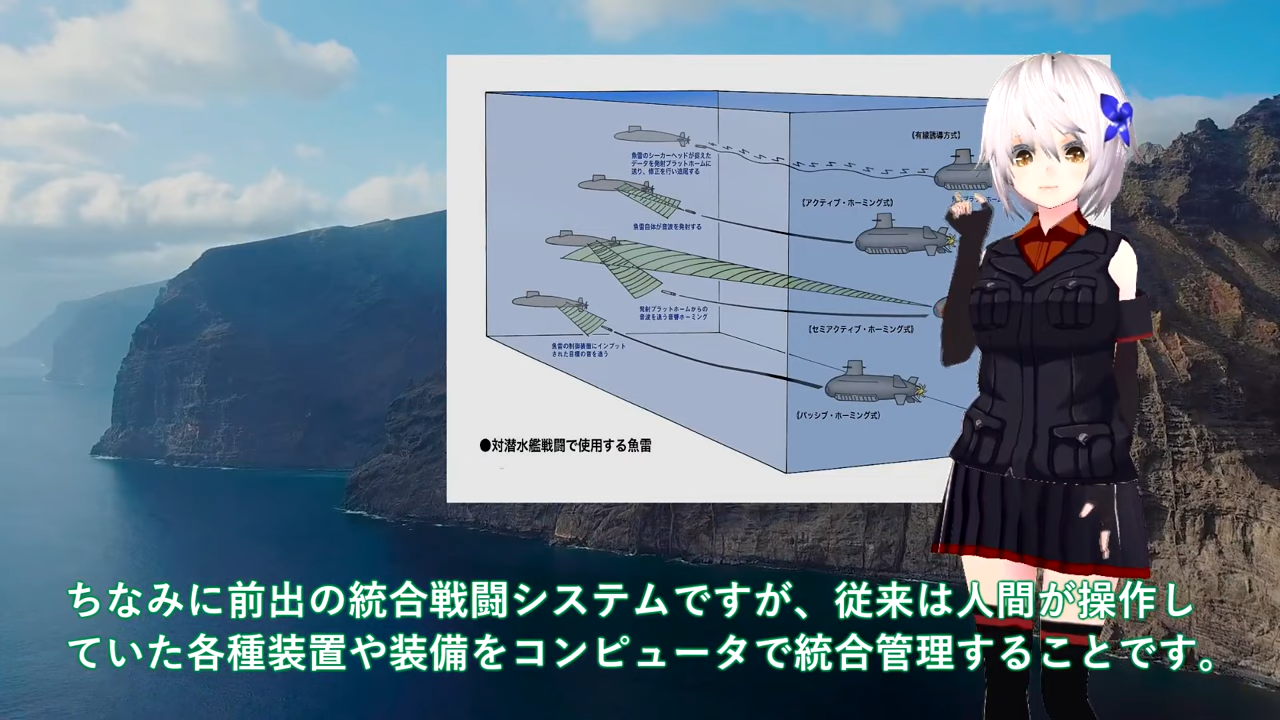 《有線誘導方式》
魚雷のシーカーヘッドが捉えた
データを発射プラットホームに
送り、修正を行い追尾する
《アクティブ・ホーミング式》
魚雷自体が音波を発射する
発射プラットホームからの
音波を追う音響ホーミング
《セミアクティブ・ホーミング式》
魚雷の制御装置にインプット
された目標の音を追う
《パッシブ・ホーミング式》
●対潜水艦戦闘で使用する魚雷
ちなみに前出の統合戦闘システムですが、従来は人間が操作し
ていた各種装置や装備をコンピュータで統合管理することです。